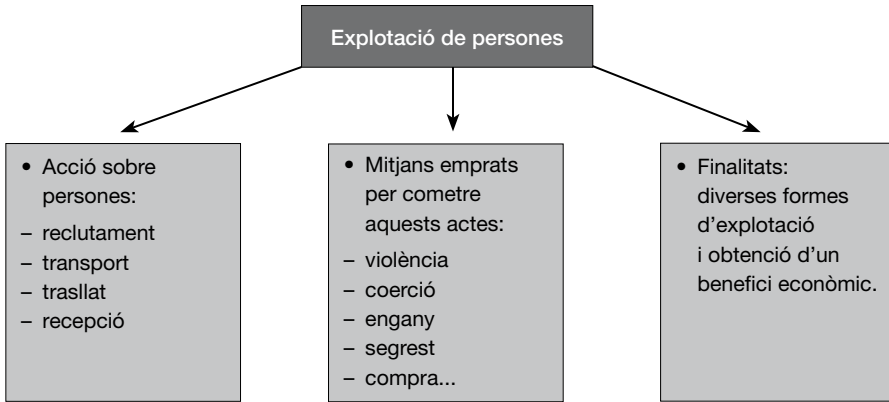 Explotació de persones
• Acció sobre
persones:
– reclutament
– transport
– trasllat
– recepció
• Mitjans emprats
per cometre
aquests actes:
– violència
– coerció
– engany
– segrest
– compra...
• Finalitats:
diverses formes
d’explotació
i obtenció d’un
benefici econòmic.